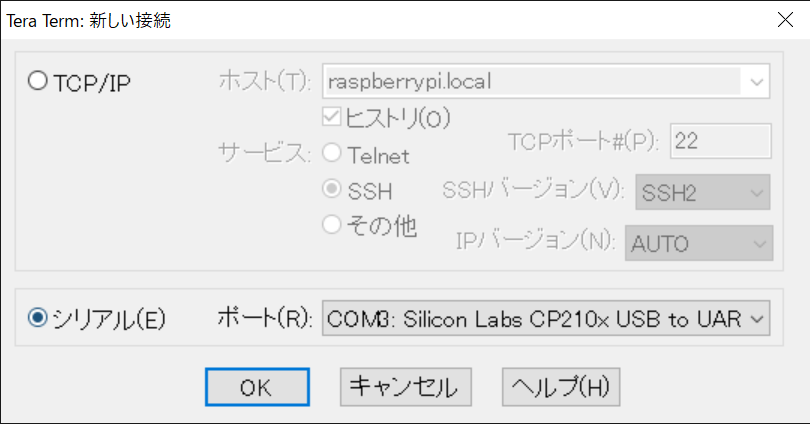 Tera Term: 新しい接続
TCP/IP ホスト(T): raspberrypi.local
ヒストリ(O)
サービス: Telnet TCPポート#(P): 22
SSH SSHバージョン(V): SSH2
その他 IPバージョン(N): AUTO
シリアル(E) ポート(R): COM3: Silicon Labs CP210x USB to UAR
OK キャンセル ヘルプ(H)